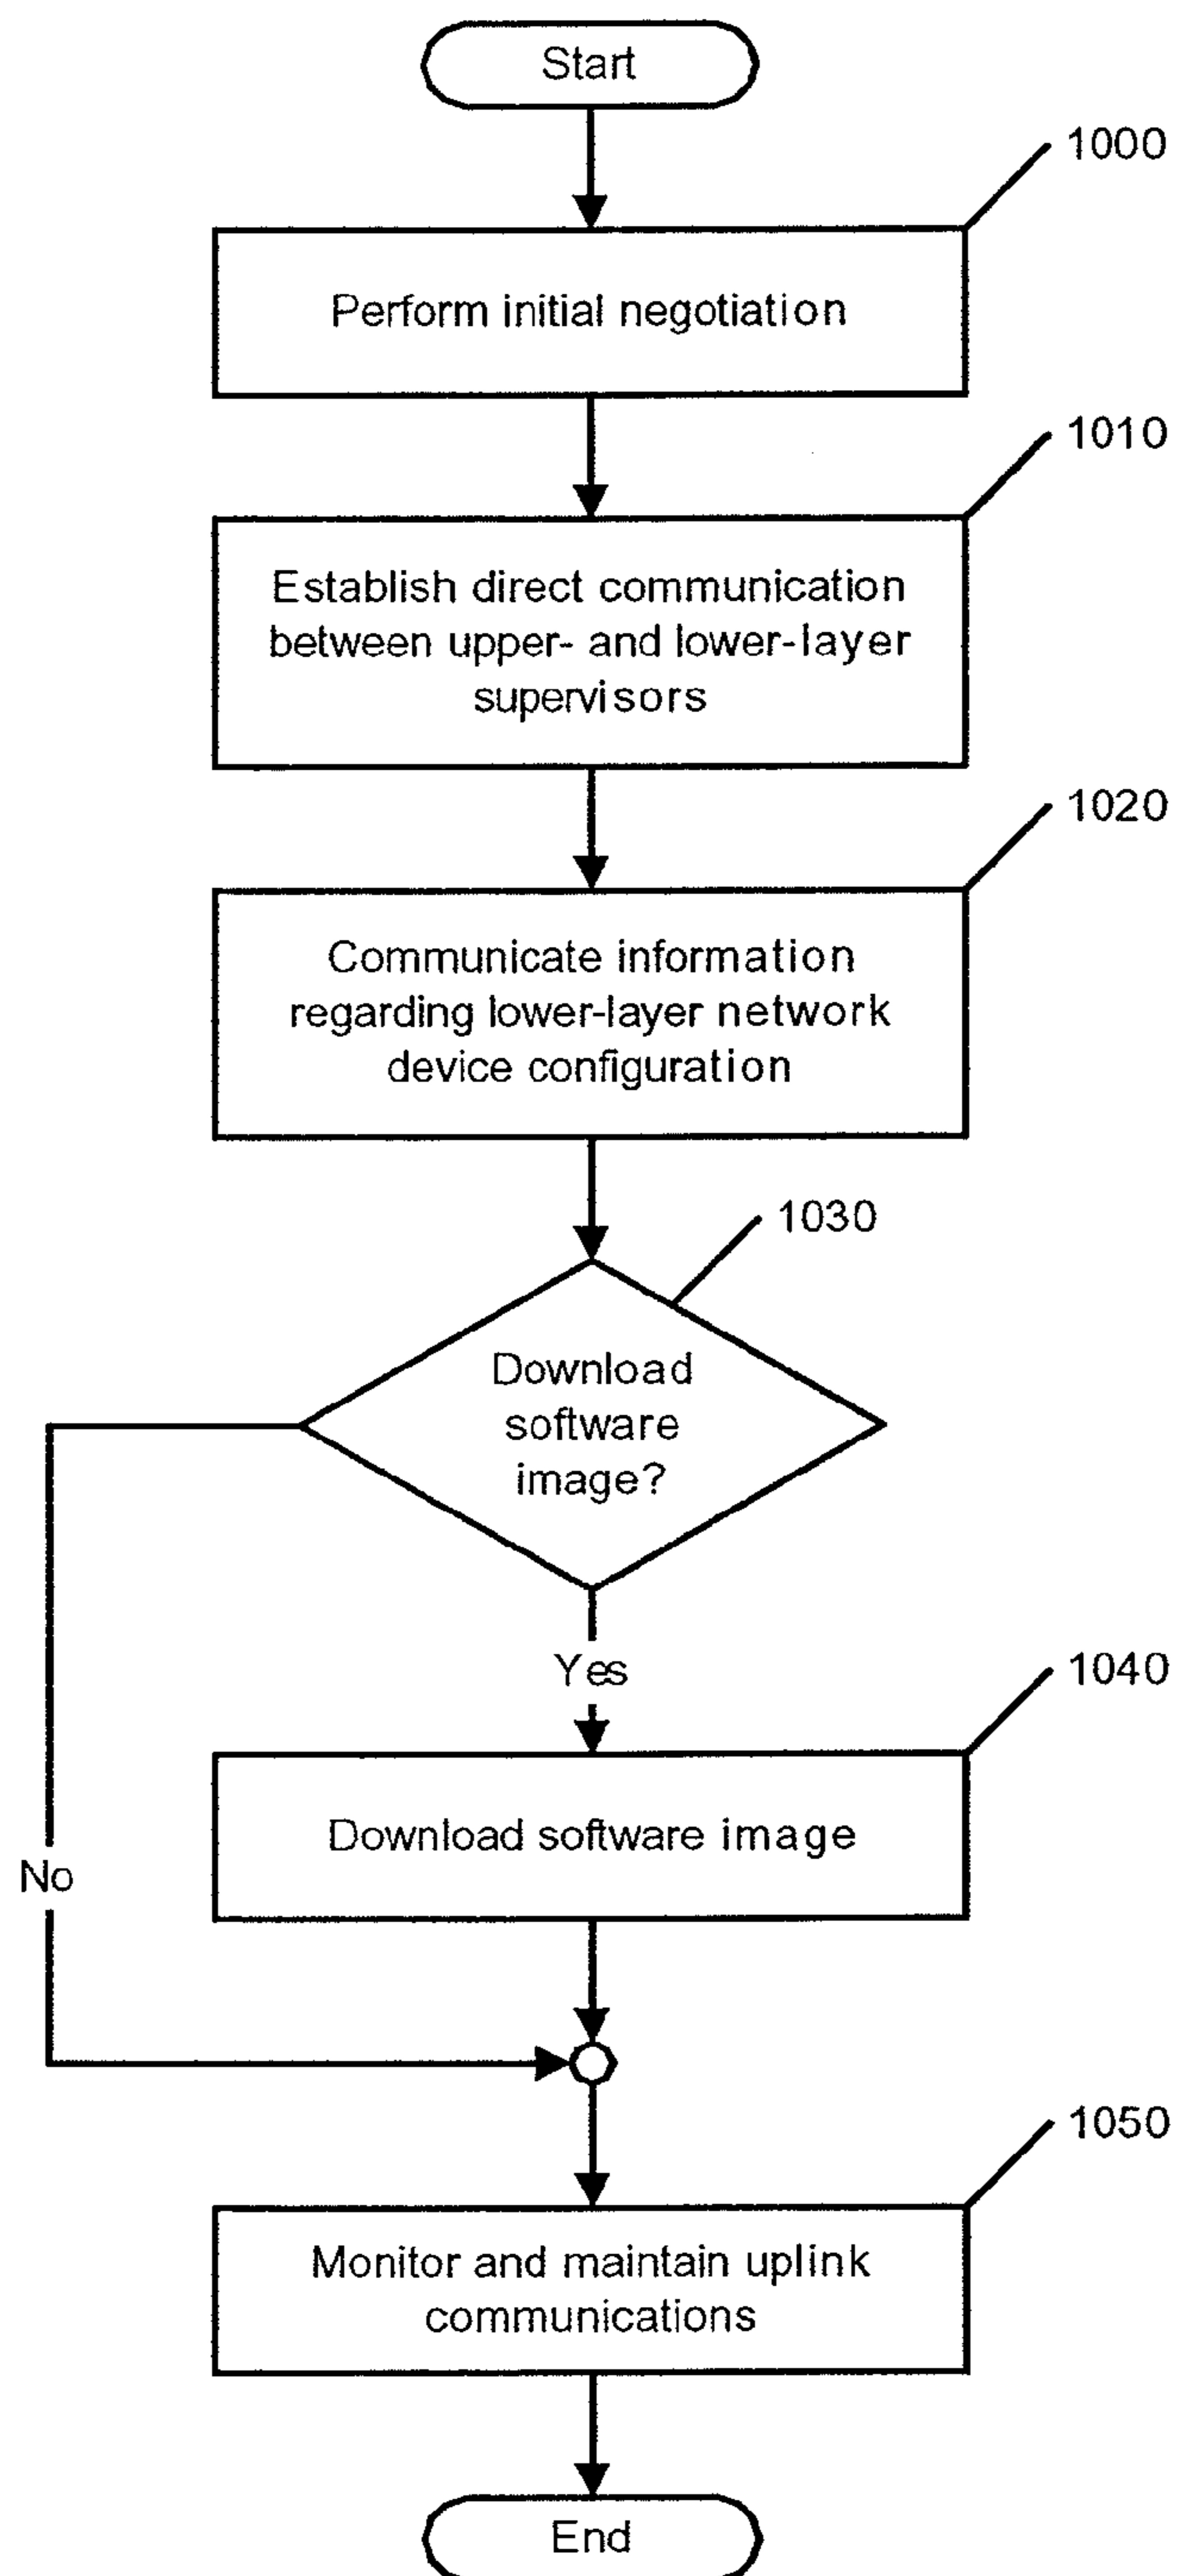 Start
1000
Perform initial negotiation
1010
Establish direct communication
between upper- and lower-layer
supervisors
1020
Communicate information
regarding lower-layer network
device configuration
1030
Download
software
image?
Yes
1040
Download software image
No
1050
Monitor and maintain uplink
communications
End